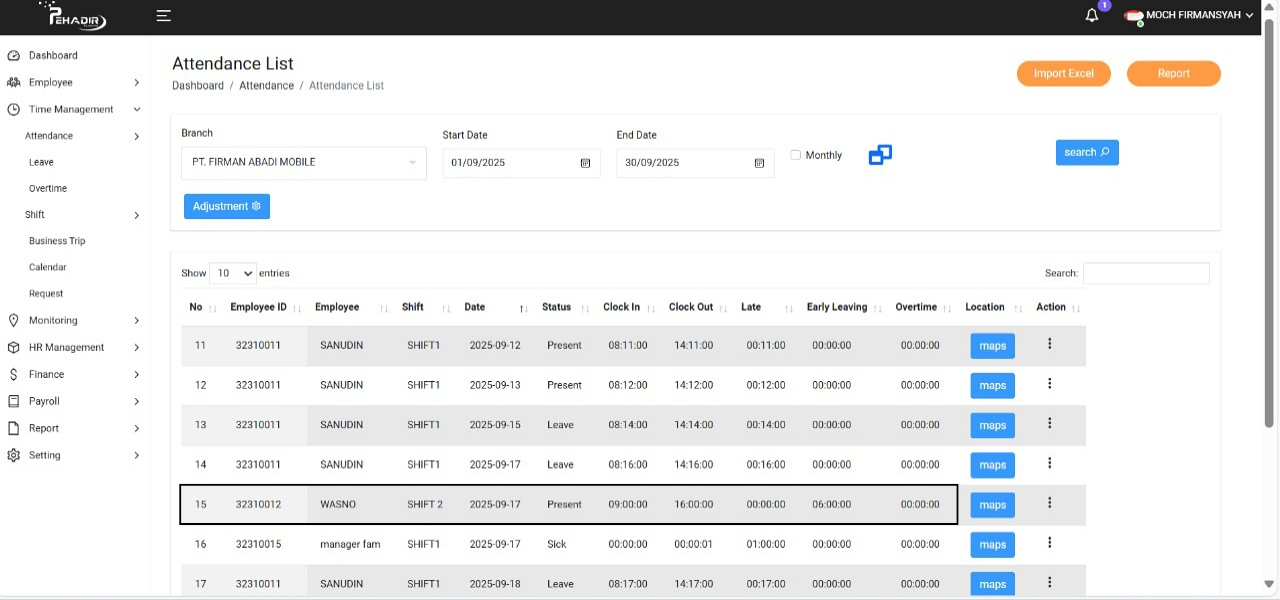 PEHADIR
1
MOCH FIRMANSYAH
Dashboard
Employee
Time Management
Attendance
Leave
Overtime
Shift
Business Trip
Calendar
Request
Monitoring
HR Management
Finance
Payroll
Report
Setting
Attendance List
Dashboard / Attendance / Attendance List
Import Excel
Report
Branch
PT. FIRMAN ABADI MOBILE
Start Date
01/09/2025
End Date
30/09/2025
Monthly
search
Adjustment
Show 10 entries
Search:
No Employee ID Employee Shift Date Status Clock In Clock Out Late Early Leaving Overtime Location Action
11 32310011 SANUDIN SHIFT1 2025-09-12 Present 08:11:00 14:11:00 00:11:00 00:00:00 00:00:00 maps
12 32310011 SANUDIN SHIFT1 2025-09-13 Present 08:12:00 14:12:00 00:12:00 00:00:00 00:00:00 maps
13 32310011 SANUDIN SHIFT1 2025-09-15 Leave 08:14:00 14:14:00 00:14:00 00:00:00 00:00:00 maps
14 32310011 SANUDIN SHIFT1 2025-09-17 Leave 08:16:00 14:16:00 00:16:00 00:00:00 00:00:00 maps
15 32310012 WASNO SHIFT 2 2025-09-17 Present 09:00:00 16:00:00 00:00:00 06:00:00 00:00:00 maps
16 32310015 manager fam SHIFT1 2025-09-17 Sick 00:00:00 00:00:01 01:00:00 00:00:00 00:00:00 maps
17 32310011 SANUDIN SHIFT1 2025-09-18 Leave 08:17:00 14:17:00 00:17:00 00:00:00 00:00:00 maps